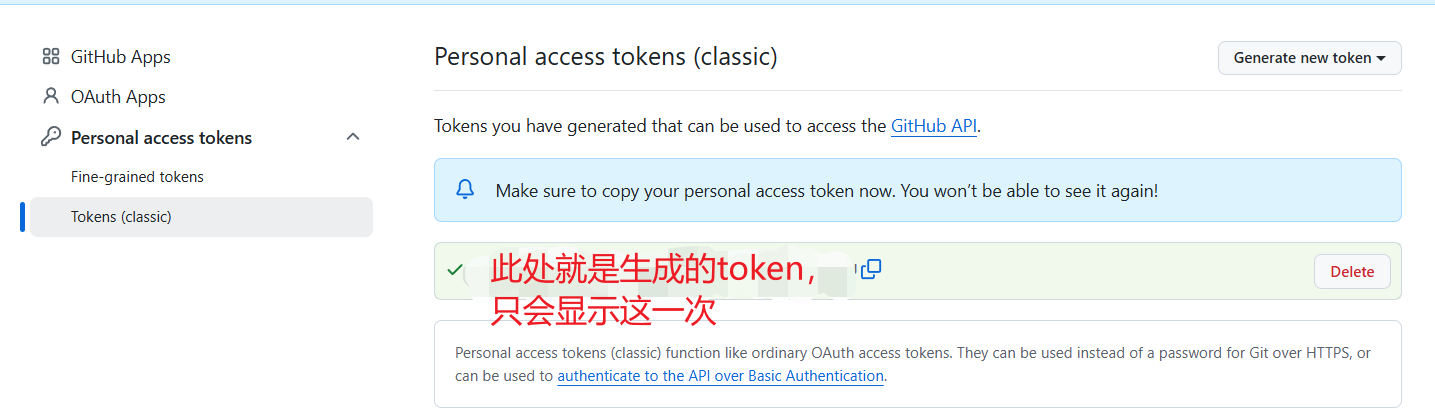 GitHub Apps
OAuth Apps
Personal access tokens
Fine-grained tokens
Tokens (classic)
Personal access tokens (classic)
Generate new token
Tokens you have generated that can be used to access the GitHub API.
Make sure to copy your personal access token now. You won’t be able to see it again!
此处就是生成的token，
只会显示这一次
Delete
Personal access tokens (classic) function like ordinary OAuth access tokens. They can be used instead of a password for Git over HTTPS, or
can be used to authenticate to the API over Basic Authentication.